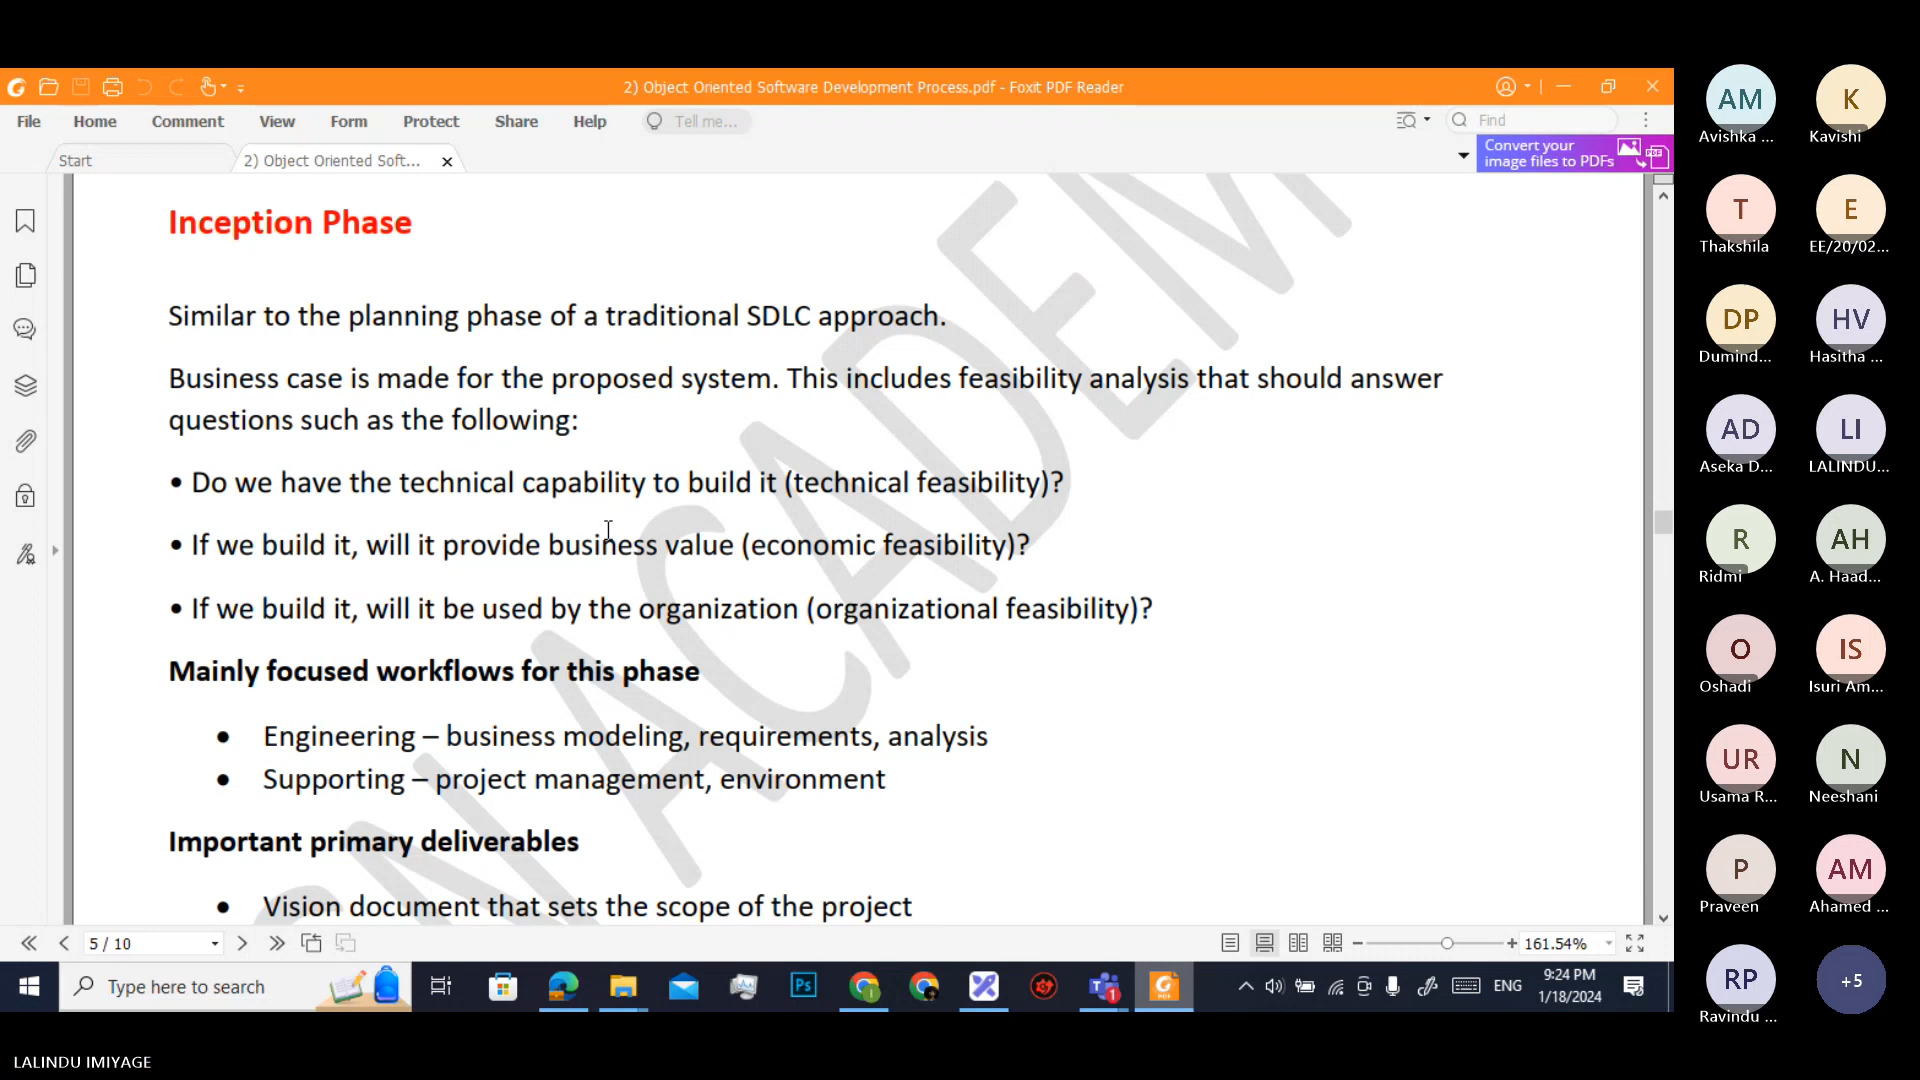 2) Object Oriented Software Development Process.pdf - Foxit PDF Reader
File Home Comment View Form Protect Share Help Tell me... Find
Start 2) Object Oriented Soft...
Convert your
image files to PDFs
Inception Phase
Similar to the planning phase of a traditional SDLC approach.
Business case is made for the proposed system. This includes feasibility analysis that should answer
questions such as the following:
• Do we have the technical capability to build it (technical feasibility)?
• If we build it, will it provide business value (economic feasibility)?
• If we build it, will it be used by the organization (organizational feasibility)?
Mainly focused workflows for this phase
• Engineering – business modeling, requirements, analysis
• Supporting – project management, environment
Important primary deliverables
• Vision document that sets the scope of the project
ACADEM
5 / 10
161.54%
Type here to search
Ps
1
ENG
9:24 PM
1/18/2024
AM K
Avishka ... Kavishi
T E
Thakshila EE/20/02...
DP HV
Dumind... Hasitha ...
AD LI
Aseka D... LALINDU...
R AH
Ridmi A. Haad...
O IS
Oshadi Isuri Am...
UR N
Usama R... Neeshani
P AM
Praveen Ahamed ...
RP +5
Ravindu ...
LALINDU IMIYAGE